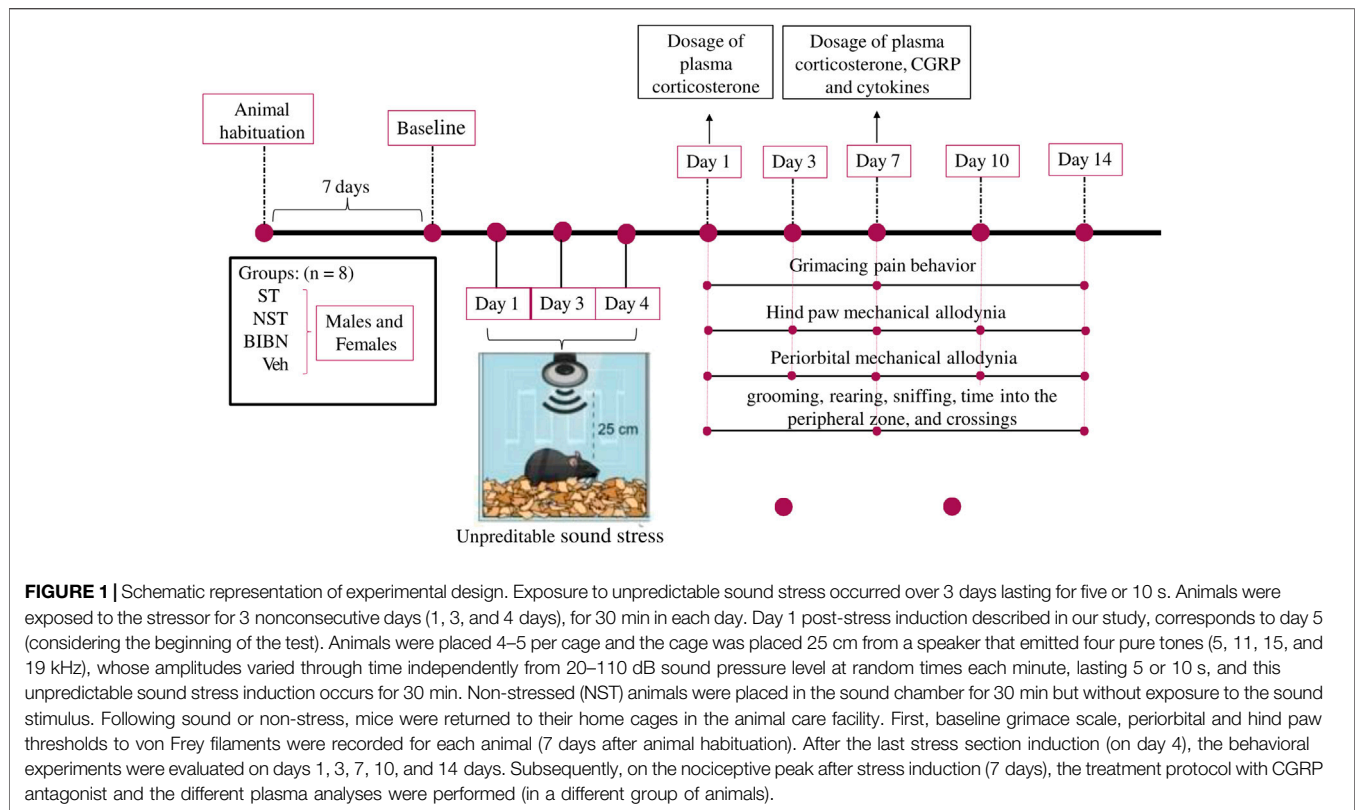 Dosage of
plasma
corticosterone
Dosage of plasma
corticosterone, CGRP
and cytokines
Animal
habituation
Baseline
Day 1
Day 3
Day 7
Day 10
Day 14
7 days
Groups: (n = 8)
ST
NST
BIBN
Veh
Males and
Females
Day 1
Day 3
Day 4
25 cm
Unpreditable sound stress
Grimacing pain behavior
Hind paw mechanical allodynia
Periorbital mechanical allodynia
grooming, rearing, sniffing, time into the
peripheral zone, and crossings
FIGURE 1 | Schematic representation of experimental design. Exposure to unpredictable sound stress occurred over 3 days lasting for five or 10 s. Animals were
exposed to the stressor for 3 nonconsecutive days (1, 3, and 4 days), for 30 min in each day. Day 1 post-stress induction described in our study, corresponds to day 5
(considering the beginning of the test). Animals were placed 4–5 per cage and the cage was placed 25 cm from a speaker that emitted four pure tones (5, 11, 15, and
19 kHz), whose amplitudes varied through time independently from 20–110 dB sound pressure level at random times each minute, lasting 5 or 10 s, and this
unpredictable sound stress induction occurs for 30 min. Non-stressed (NST) animals were placed in the sound chamber for 30 min but without exposure to the sound
stimulus. Following sound or non-stress, mice were returned to their home cages in the animal care facility. First, baseline grimace scale, periorbital and hind paw
thresholds to von Frey filaments were recorded for each animal (7 days after animal habituation). After the last stress section induction (on day 4), the behavioral
experiments were evaluated on days 1, 3, 7, 10, and 14 days. Subsequently, on the nociceptive peak after stress induction (7 days), the treatment protocol with CGRP
antagonist and the different plasma analyses were performed (in a different group of animals).